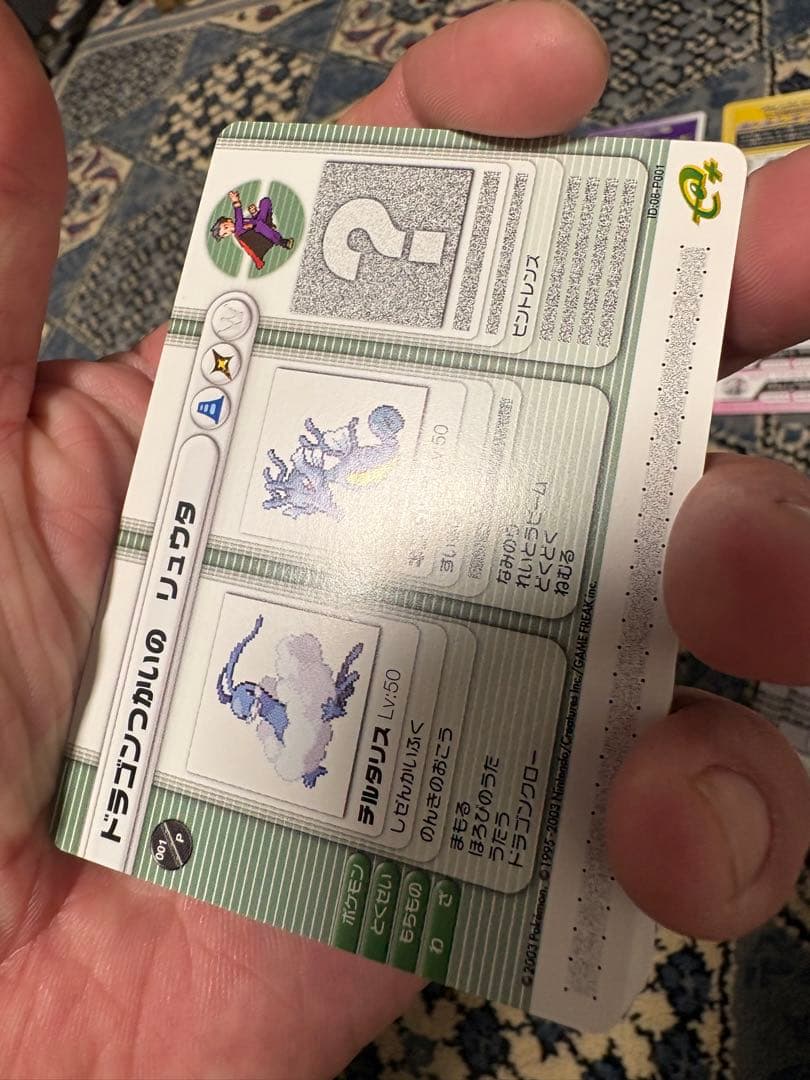 001
P
ドラゴンつかいの リュウタ
ポケモン
とくせい
もちもの
わざ
チルタリス LV:50
しぜんかいふく
のんきのおこう
まもる
ほろびのうた
うたう
ドラゴンクロー
V:50
すい
なみのり
れいとうビーム
どくどく
ねむる
?
ピントレンズ
© 2003 Pokémon. © 1995-2003 Nintendo/Creatures Inc./GAME FREAK inc.
ID:08-P001
e+